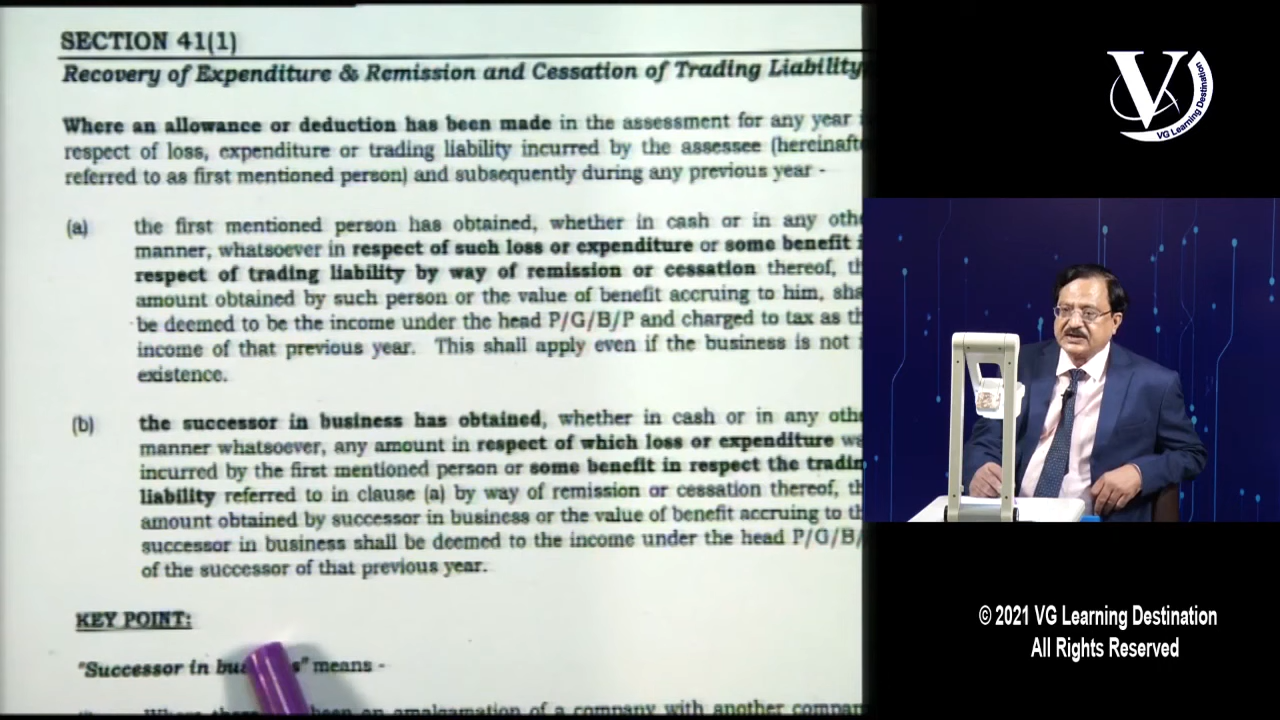 SECTION 41(1)
Recovery of Expenditure & Remission and Cessation of Trading Liability
Where an allowance or deduction has been made in the assessment for any year
respect of loss, expenditure or trading liability incurred by the assessee (hereinafte
referred to as first mentioned person) and subsequently during any previous year -
(a) the first mentioned person has obtained, whether in cash or in any othe
manner, whatsoever in respect of such loss or expenditure or some benefit
respect of trading liability by way of remission or cessation thereof, th
amount obtained by such person or the value of benefit accruing to him, sha
be deemed to be the income under the head P/G/B/P and charged to tax as th
income of that previous year. This shall apply even if the business is not
existence.
(b) the successor in business has obtained, whether in cash or in any othe
manner whatsoever, any amount in respect of which loss or expenditure wa
incurred by the first mentioned person or some benefit in respect the tradin
liability referred to in clause (a) by way of remission or cessation thereof, th
amount obtained by successor in business or the value of benefit accruing to th
successor in business shall be deemed to the income under the head P/G/B/
of the successor of that previous year.
KEY POINT:
"Successor in bus s" means -
an amalgamation of a company with another compan
V
VG Learning Destination
© 2021 VG Learning Destination
All Rights Reserved